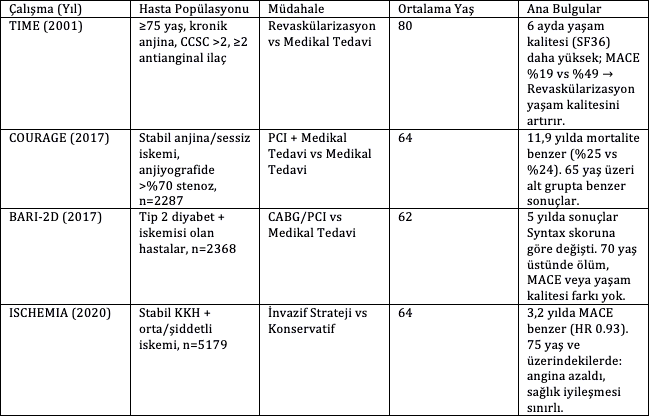 Çalışma (Yıl)
Hasta Popülasyonu
Müdahale
Ortalama Yaş
Ana Bulgular
TIME (2001)
≥75 yaş, kronik
anjina, CCSC >2, ≥2
antianginal ilaç
Revaskülarizasyon
vs Medikal Tedavi
80
6 ayda yaşam
kalitesi (SF36)
daha yüksek; MACE
%19 vs %49 →
Revaskülarizasyon
yaşam kalitesini
artırır.
COURAGE (2017)
Stabil anjina/sessiz
iskemi,
anjiyografide
>%70 stenoz,
n=2287
PCI + Medikal
Tedavi vs Medikal
Tedavi
64
11,9 yılda mortalite
benzer (%25 vs
%24). 65 yaş üzeri
alt grupta benzer
sonuçlar.
BARI-2D (2017)
Tip 2 diyabet +
iskemisi olan
hastalar, n=2368
CABG/PCI vs
Medikal Tedavi
62
5 yılda sonuçlar
Syntax skoruna
göre değişti. 70 yaş
üstünde ölüm,
MACE veya yaşam
kalitesi farkı yok.
ISCHEMIA (2020)
Stabil KKH +
orta/şiddetli
iskemi, n=5179
İnvazif Strateji vs
Konservatif
64
3,2 yılda MACE
benzer (HR 0.93).
75 yaş ve
üzerindekilerde:
angina azaldı,
sağlık iyileşmesi
sınırlı.